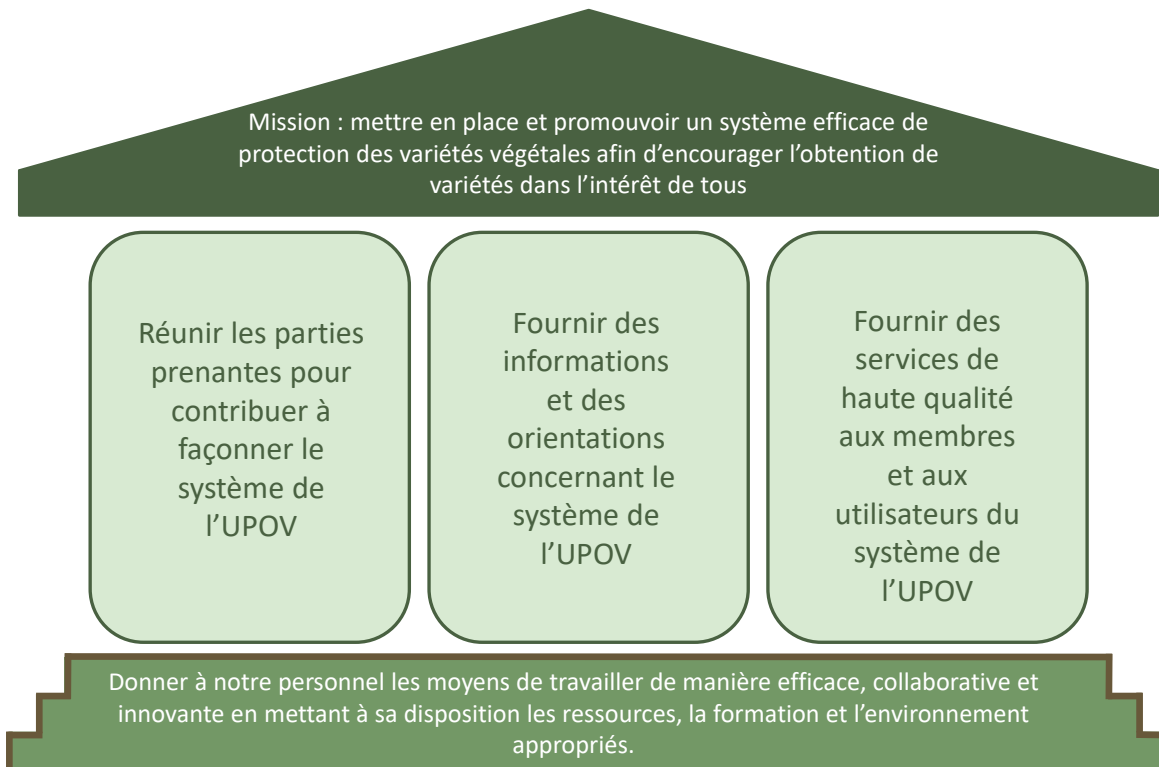 Mission : mettre en place et promouvoir un système efficace de
protection des variétés végétales afin d’encourager l’obtention de
variétés dans l’intérêt de tous
Réunir les parties
prenantes pour
contribuer à
façonner le
système de
l’UPOV
Fournir des
informations
et des
orientations
concernant le
système de
l’UPOV
Fournir des
services de
haute qualité
aux membres
et aux
utilisateurs du
système de
l’UPOV
Donner à notre personnel les moyens de travailler de manière efficace, collaborative et
innovante en mettant à sa disposition les ressources, la formation et l’environnement
appropriés.